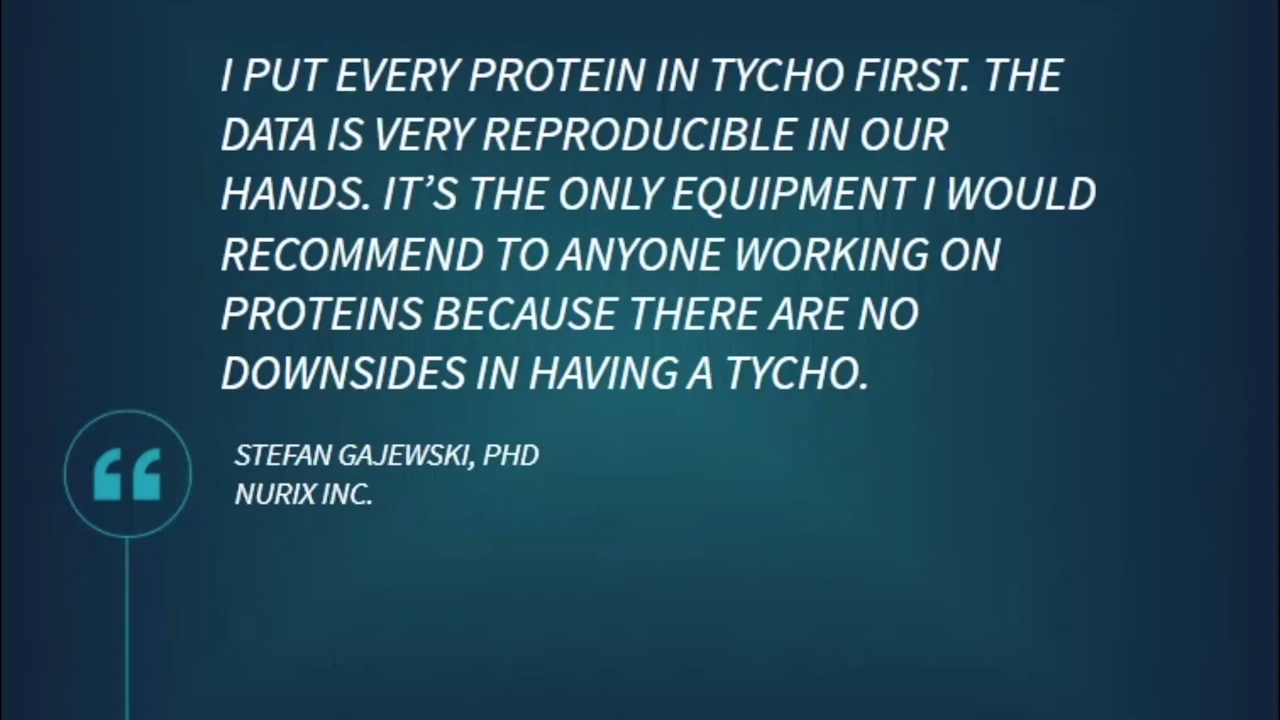 I PUT EVERY PROTEIN IN TYCHO FIRST. THE
DATA IS VERY REPRODUCIBLE IN OUR
HANDS. IT’S THE ONLY EQUIPMENT I WOULD
RECOMMEND TO ANYONE WORKING ON
PROTEINS BECAUSE THERE ARE NO
DOWNSIDES IN HAVING A TYCHO.
STEFAN GAJEWSKI, PHD
NURIX INC.